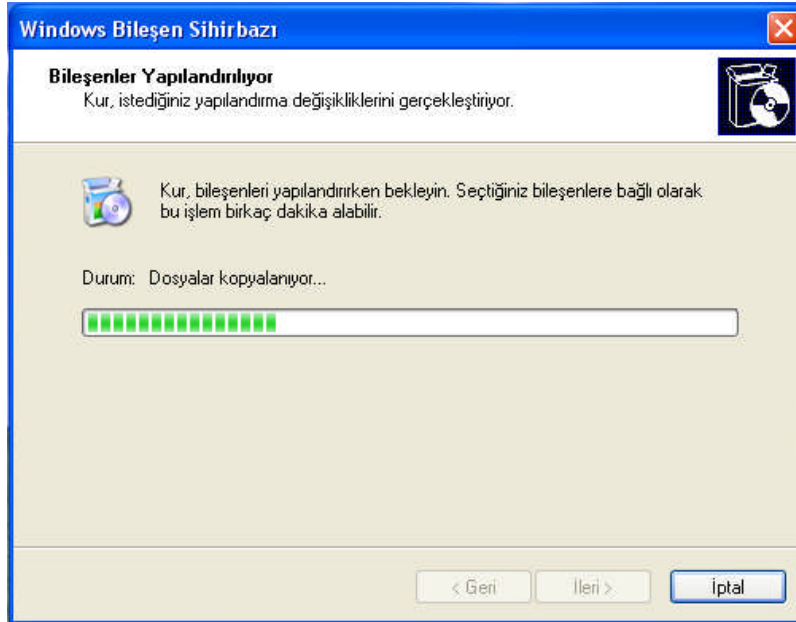 Windows Bileşen Sihirbazı
Bileşenler Yapılandırılıyor
Kur, istediğiniz yapılandırma değişikliklerini gerçekleştiriyor.
Kur, bileşenleri yapılandırırken bekleyin. Seçtiğiniz bileşenlere bağlı olarak
bu işlem birkaç dakika alabilir.
Durum: Dosyalar kopyalanıyor...
< Geri İleri > İptal